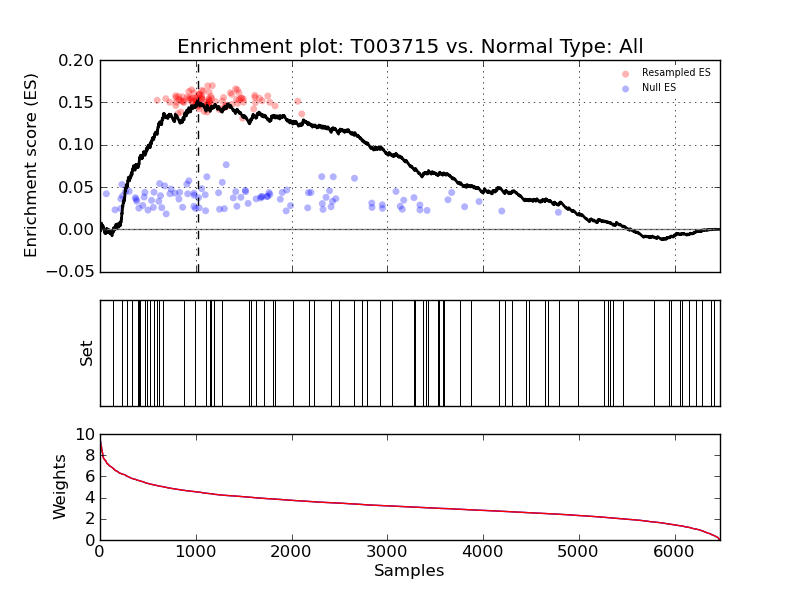 Enrichment plot: T003715 vs. Normal Type: All
Enrichment score (ES)
0.20
0.15
0.10
0.05
0.00
−0.05
Resampled ES
Null ES
Set
Weights
10
8
6
4
2
0
0 1000 2000 3000 4000 5000 6000
Samples